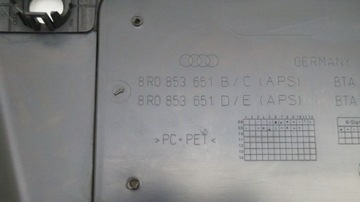 GERMANY
8R0 853 651 B/C (APS) BTA
8R0 853 651 D/E (APS) BTA
>PC+PET<